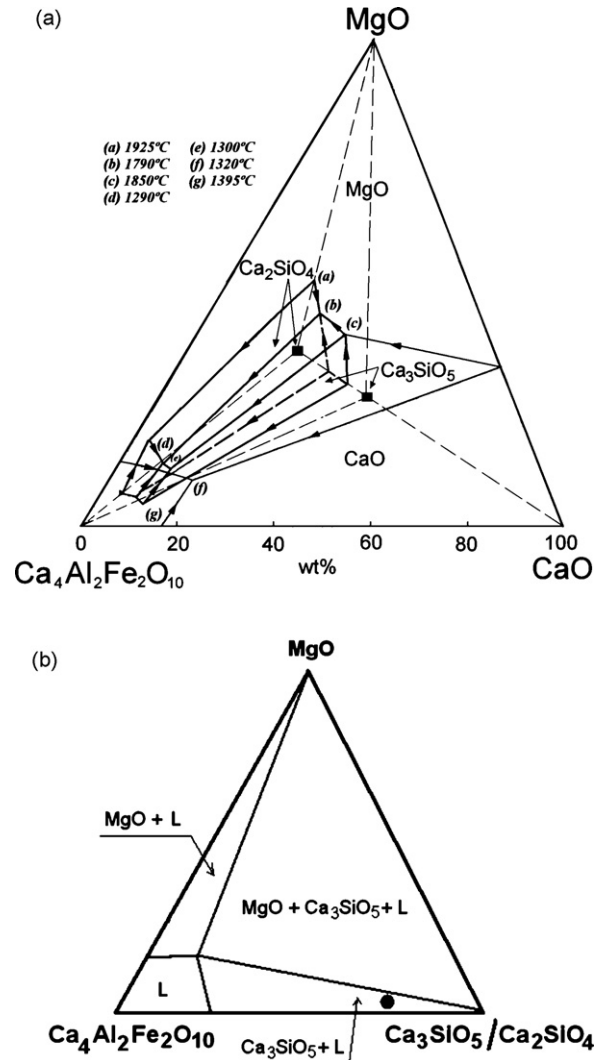 (a)
MgO
(a) 1925ºC (e) 1300ºC
(b) 1790ºC (f) 1320ºC
(c) 1850ºC (g) 1395ºC
(d) 1290ºC
MgO
Ca₂SiO₄
(a)
(b)
(c)
Ca₃SiO₅
CaO
(d)
(e)
(f)
(g)
0 20 40 60 80 100
wt%
Ca₄Al₂Fe₂O₁₀ CaO
(b)
MgO
MgO + L
MgO + Ca₃SiO₅ + L
L
Ca₄Al₂Fe₂O₁₀ Ca₃SIO₅/Ca₂SIO₄
Ca₃SIO₅+ L